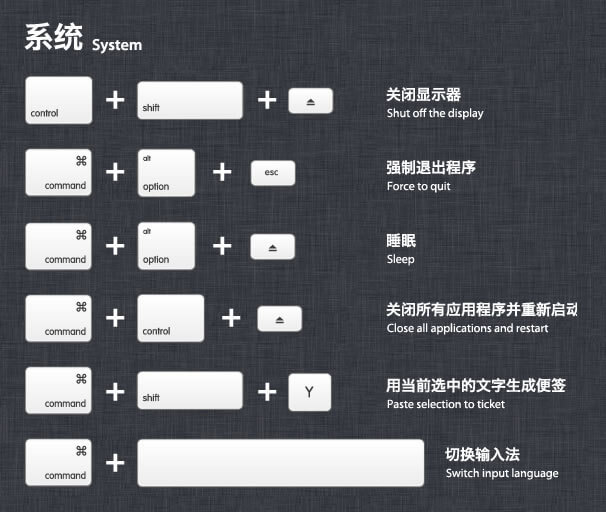 系统 System
control + shift + ⏏ 关闭显示器
Shut off the display
⌘ command + alt option + esc 强制退出程序
Force to quit
⌘ command + alt option + ⏏ 睡眠
Sleep
⌘ command + control + ⏏ 关闭所有应用程序并重新启动
Close all applications and restart
⌘ command + shift + Y 用当前选中的文字生成便签
Paste selection to ticket
⌘ command + 切换输入法
Switch input language